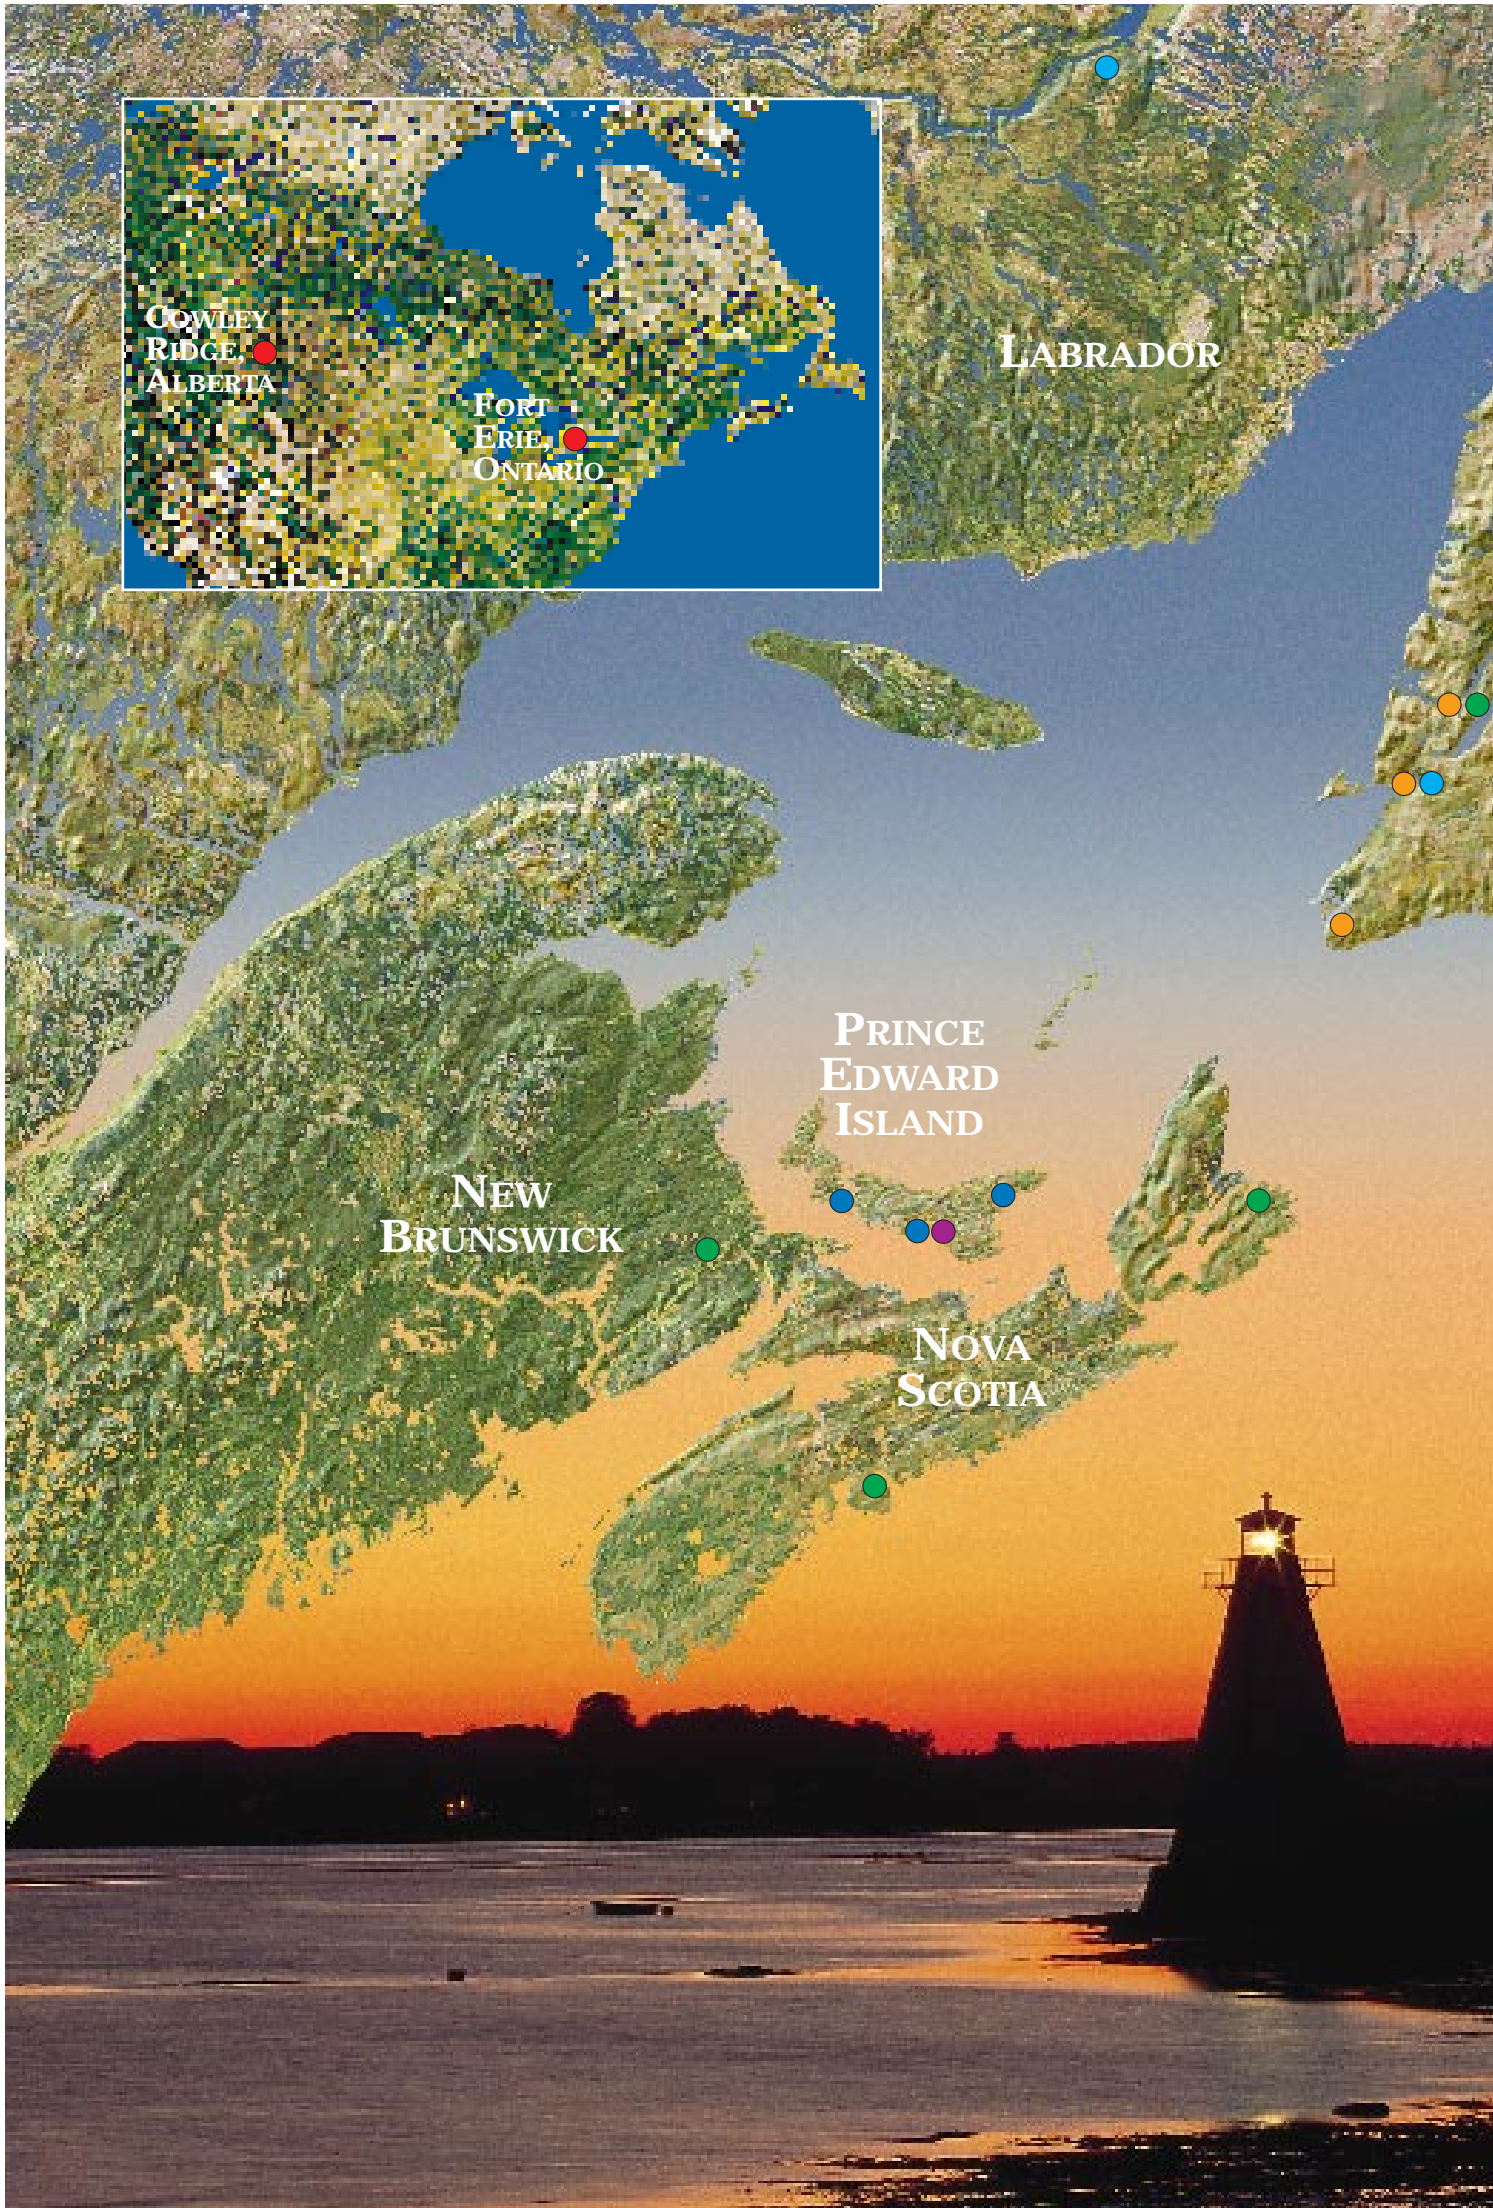 COWLEY
RIDGE,
ALBERTA
FORT
ERIE,
ONTARIO
LABRADOR
PRINCE
EDWARD
ISLAND
NEW
BRUNSWICK
NOVA
SCOTIA